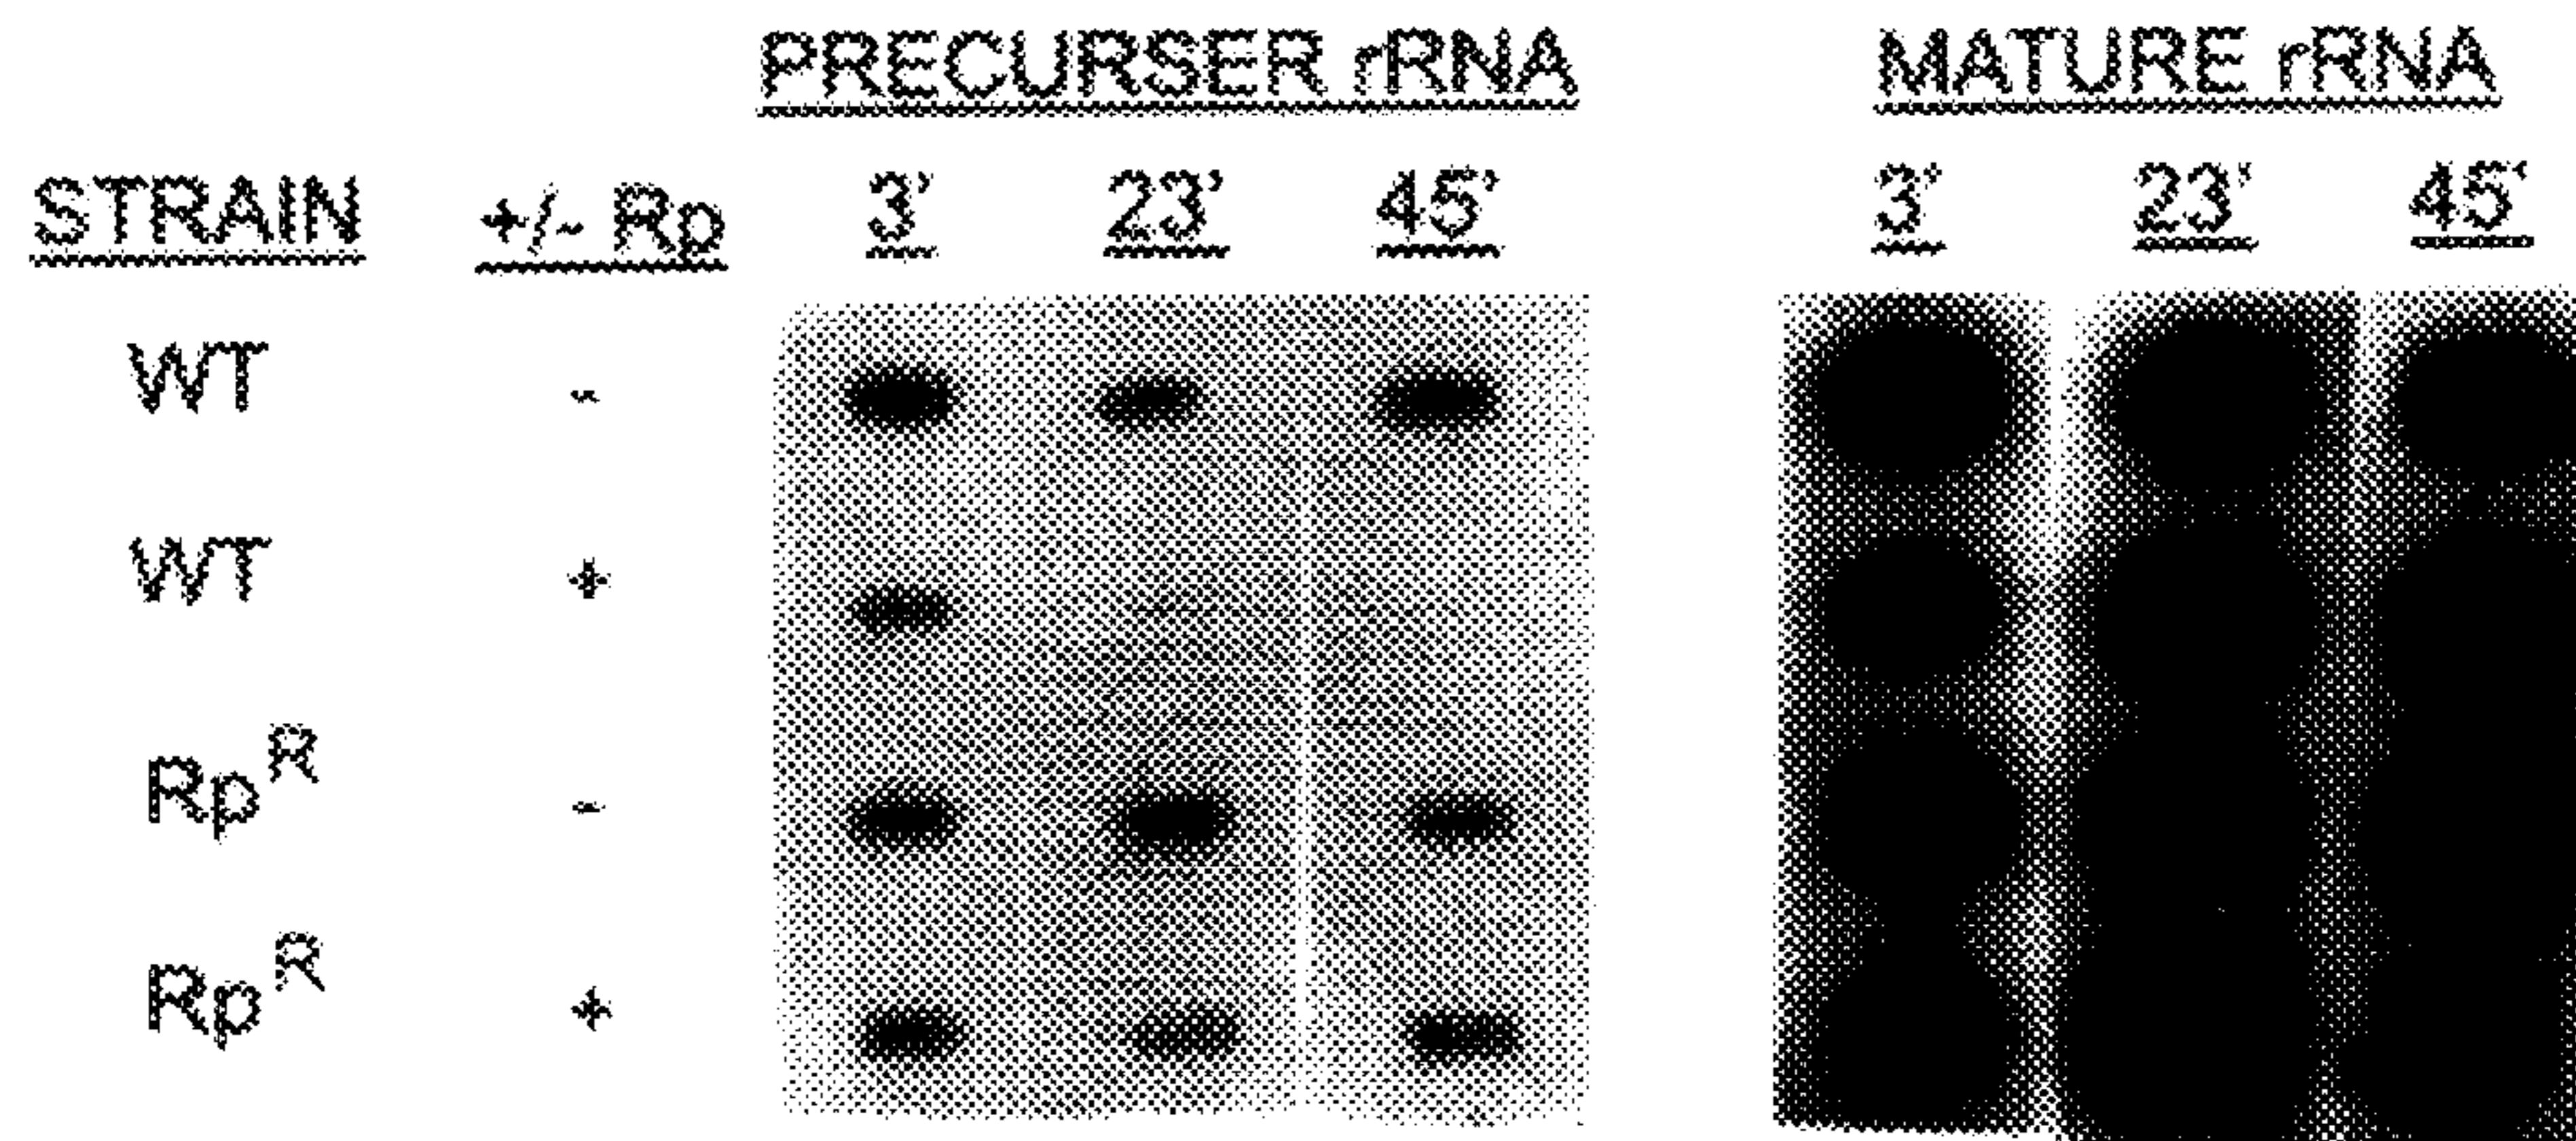 PRECURSER rRNA MATURE rRNA
STRAIN +/- Rp 3' 23' 45' 3' 23' 45'
WT -
WT +
Rp^R -
Rp^R +